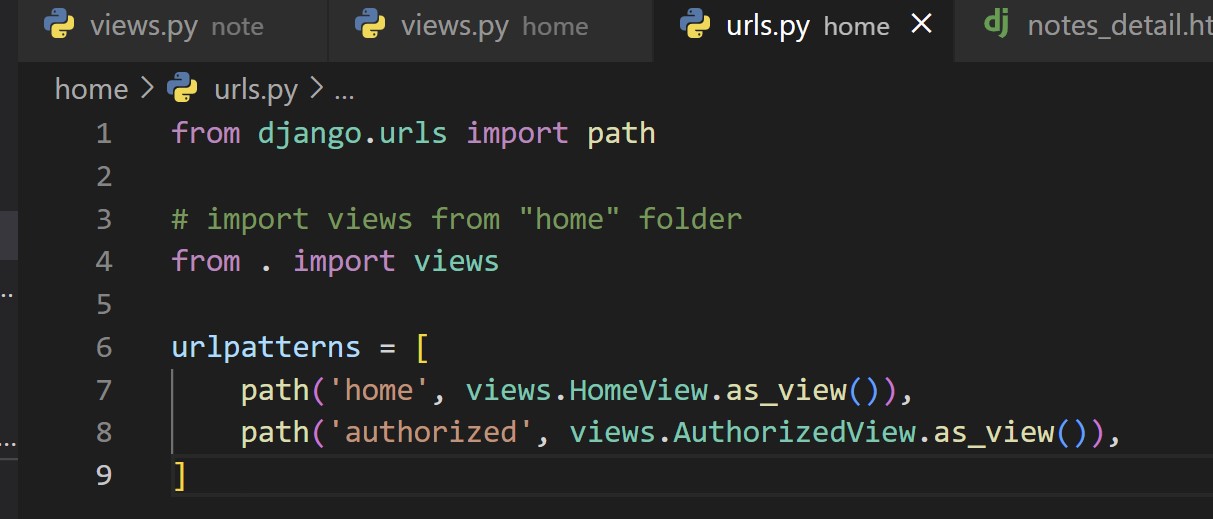 views.py note views.py home urls.py home notes_detail.ht
home > urls.py > ...
1 from django.urls import path
2
3 # import views from "home" folder
4 from . import views
5
6 urlpatterns = [
7     path('home', views.HomeView.as_view()),
8     path('authorized', views.AuthorizedView.as_view()),
9 ]